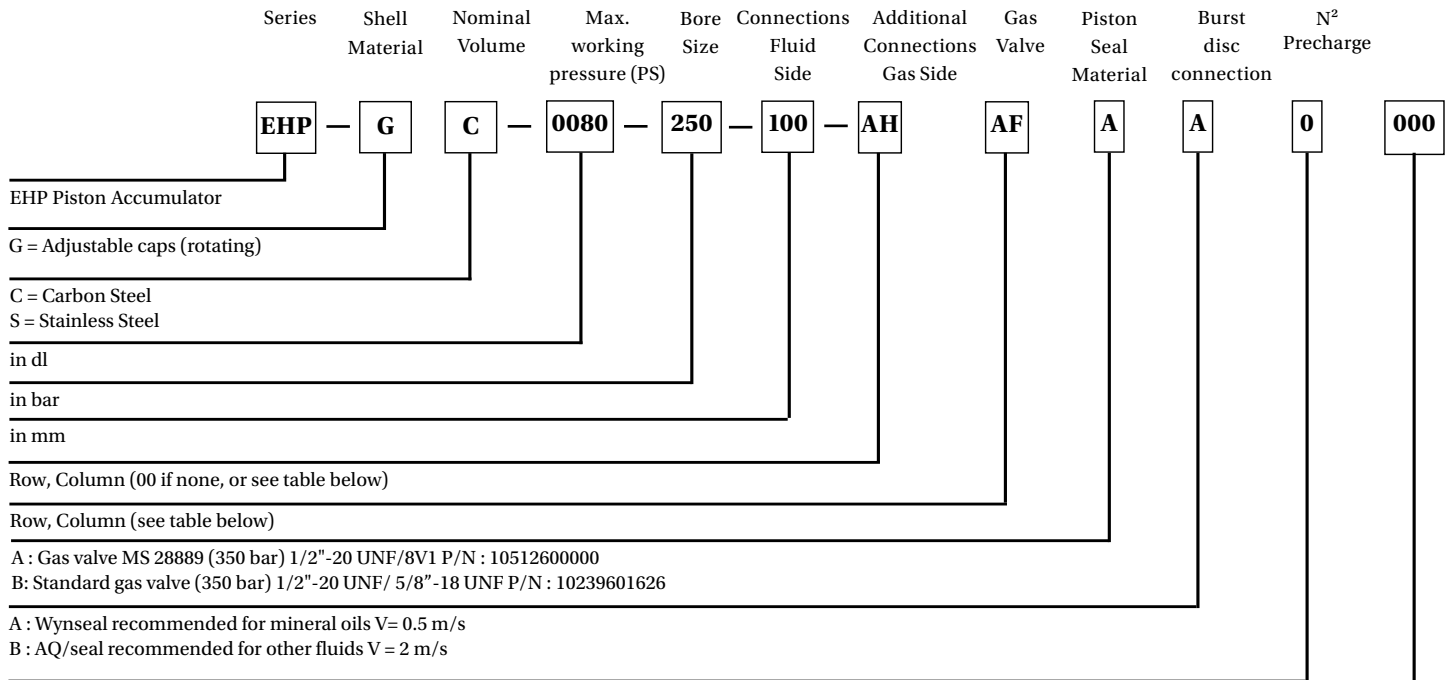 Series
Shell
Material
Nominal
Volume
Max.
working
pressure (PS)
Bore
Size
Connections
Fluid
Side
Additional
Connections
Gas Side
Gas
Valve
Piston
Seal
Material
Burst
disc
connection
N²
Precharge
EHP — G C — 0080 — 250 — 100 — AH AF A A 0 000
EHP Piston Accumulator
G = Adjustable caps (rotating)
C = Carbon Steel
S = Stainless Steel
in dl
in bar
in mm
Row, Column (00 if none, or see table below)
Row, Column (see table below)
A : Gas valve MS 28889 (350 bar) 1/2"-20 UNF/8V1 P/N : 10512600000
B: Standard gas valve (350 bar) 1/2"-20 UNF/ 5/8”-18 UNF P/N : 10239601626
A : Wynseal recommended for mineral oils V= 0.5 m/s
B : AQ/seal recommended for other fluids V = 2 m/s